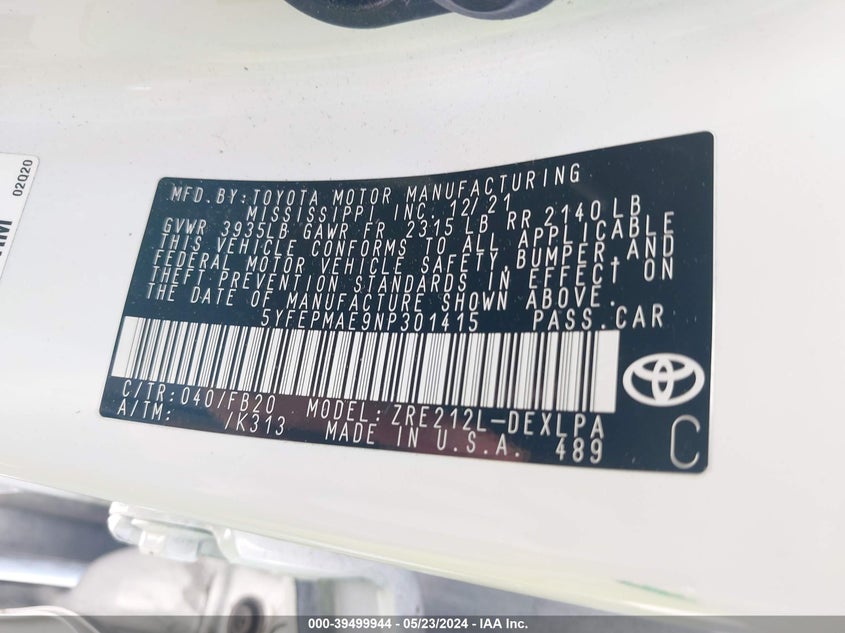 02020
MFD.BY:TOYOTA MOTOR MANUFACTURING
MISSISSIPPI INC. 12/21
GVWR 3935LB GAWR FR 2315 LB RR 2140LB
THIS VEHICLE CONFORMS TO ALL APPLICABLE
FEDERAL MOTOR VEHICLE SAFETY,BUMPER,AND
THEFT PREVENTION STANDARDS IN EFFECT ON
THE DATE OF MANUFACTURE SHOWN ABOVE.
5YFEPMAE9NP301415 PASS.CAR
C/TR:040/FB20 MODEL:ZRE212L-DEXLPA
A/TM: /K313 MADE IN U.S.A. 489
C
000-39499944 - 05/23/2024 - IAA Inc.